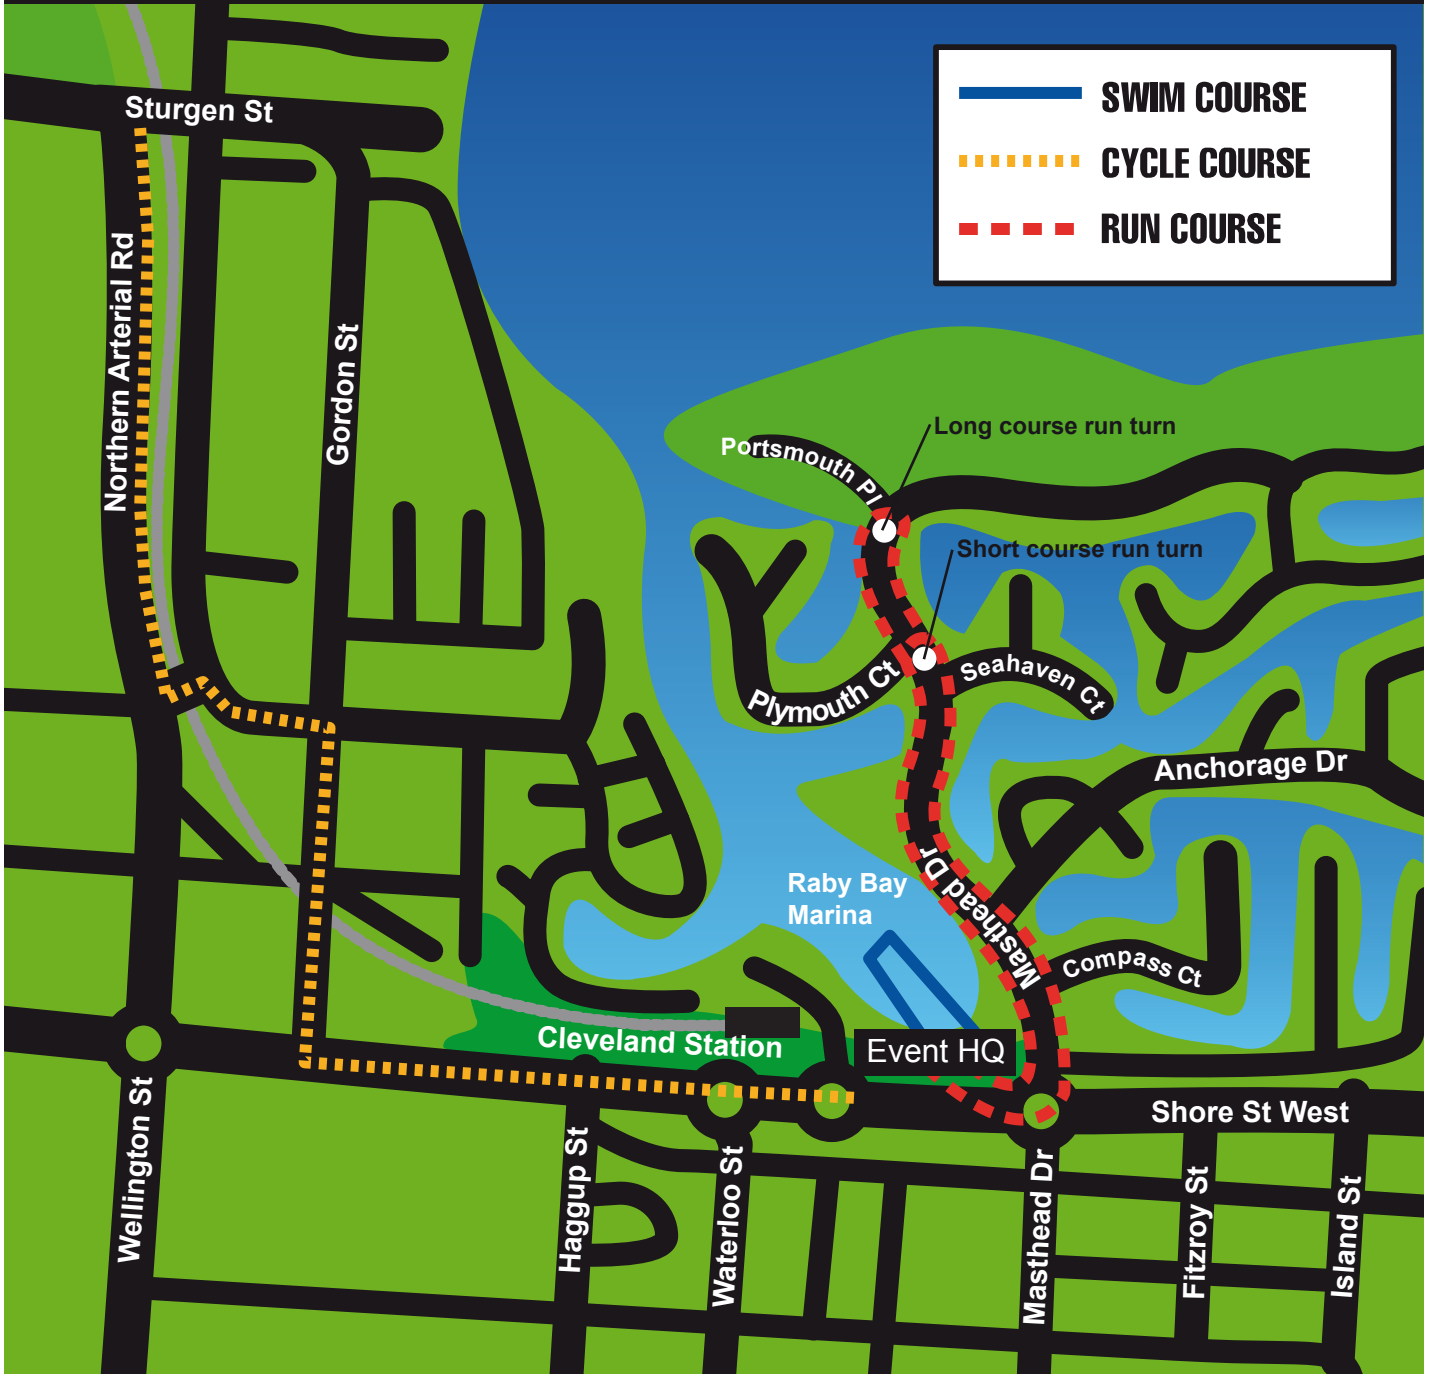 Sturgen St
SWIM COURSE
CYCLE COURSE
RUN COURSE
Northern Arterial Rd
Gordon St
Long course run turn
Portsmouth Pl
Short course run turn
Seahaven Ct
Plymouth Ct
Anchorage Dr
Raby Bay
Marina
Masthead Dr
Compass Ct
Cleveland Station
Event HQ
Shore St West
Wellington St
Haggup St
Waterloo St
Masthead Dr
Fitzroy St
Island St